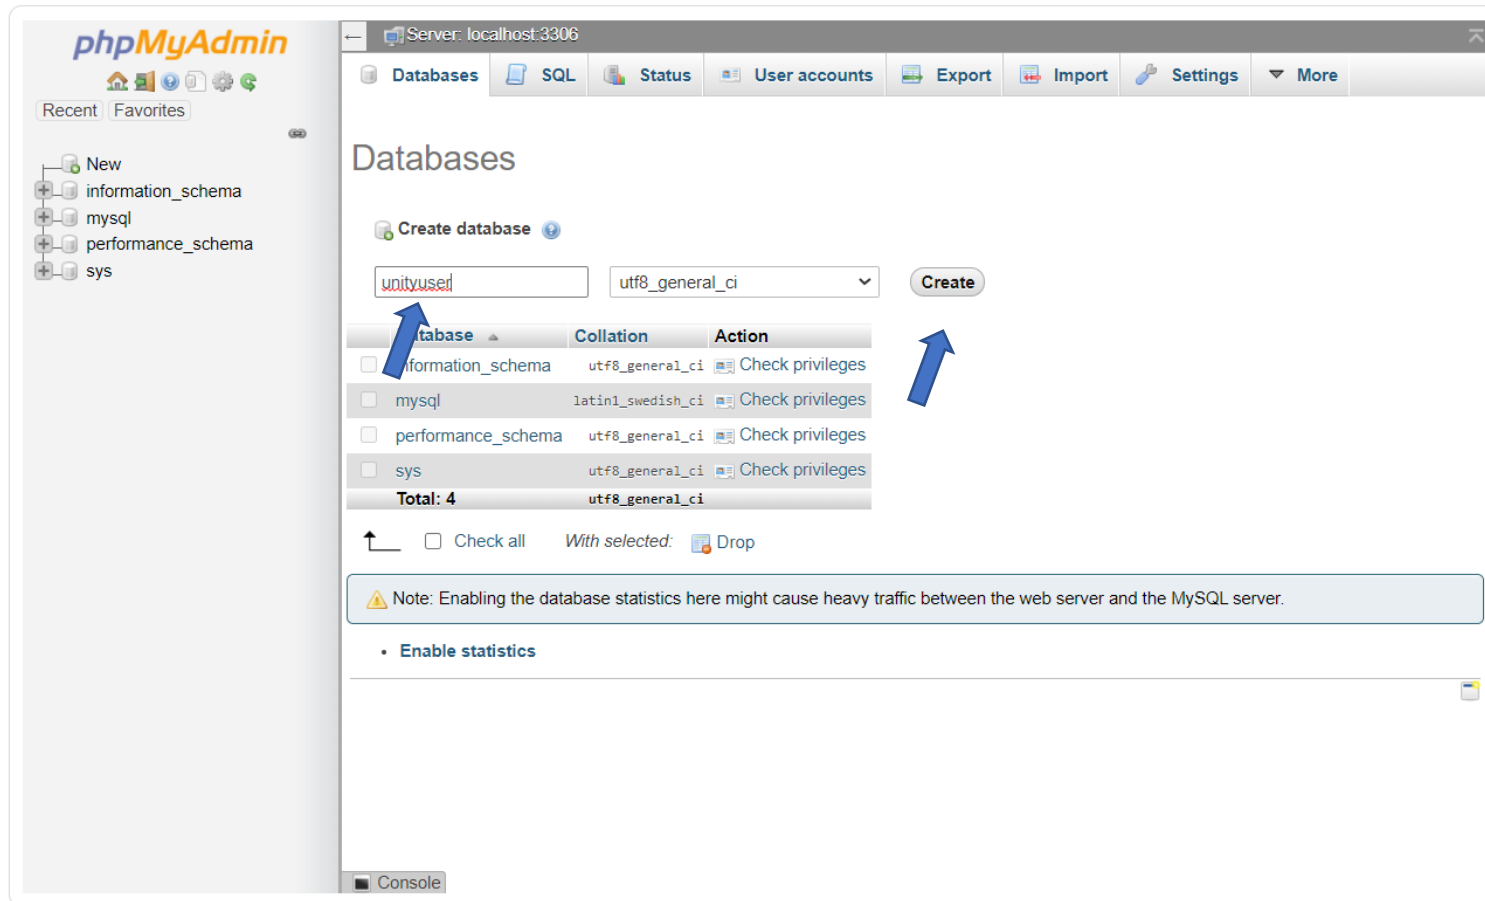 phpMyAdmin
Recent Favorites
New
information_schema
mysql
performance_schema
sys
Server: localhost:3306
Databases SQL Status User accounts Export Import Settings More
Databases
Create database
unityuser utf8_general_ci Create
Collation Action
utf8_general_ci Check privileges
mysql latin1_swedish_ci Check privileges
performance_schema utf8_general_ci Check privileges
sys utf8_general_ci Check privileges
Total: 4 utf8_general_ci
Check all With selected: Drop
Note: Enabling the database statistics here might cause heavy traffic between the web server and the MySQL server.
Enable statistics
Console